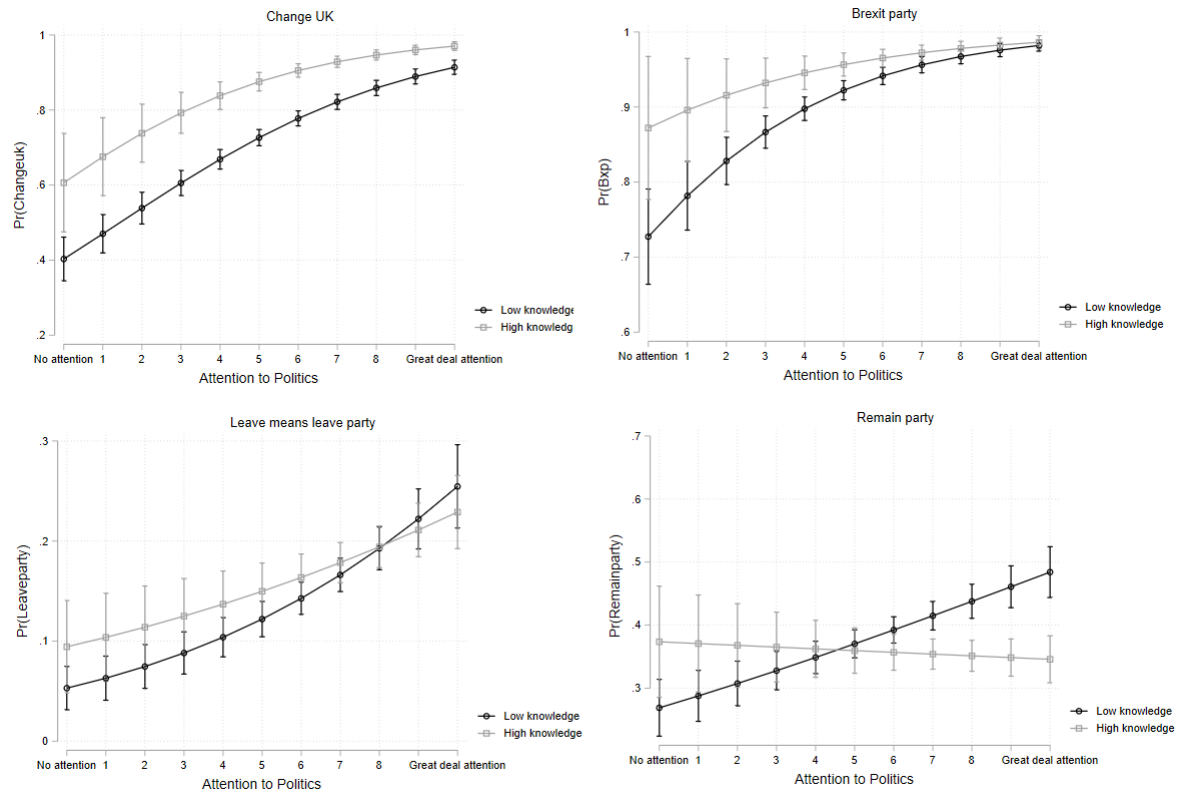 Change UK
Pr(Changeuk)
1
.8
.6
.4
.2
No attention 1 2 3 4 5 6 7 8 Great deal attention
Attention to Politics
Low knowledge
High knowledg
Brexit party
Pr(Bxp)
1
.9
.8
.7
.6
No attention 1 2 3 4 5 6 7 8 Great deal attention
Attention to Politics
Low knowledge
High knowledge
Leave means leave party
Pr(Leaveparty)
.3
.2
.1
0
No attention 1 2 3 4 5 6 7 8 Great deal attention
Attention to Politics
Low knowledge
High knowledge
Remain party
Pr(Remainparty)
.7
.6
.5
.4
.3
No attention 1 2 3 4 5 6 7 8 Great deal attention
Attention to Politics
Low knowledge
High knowledge